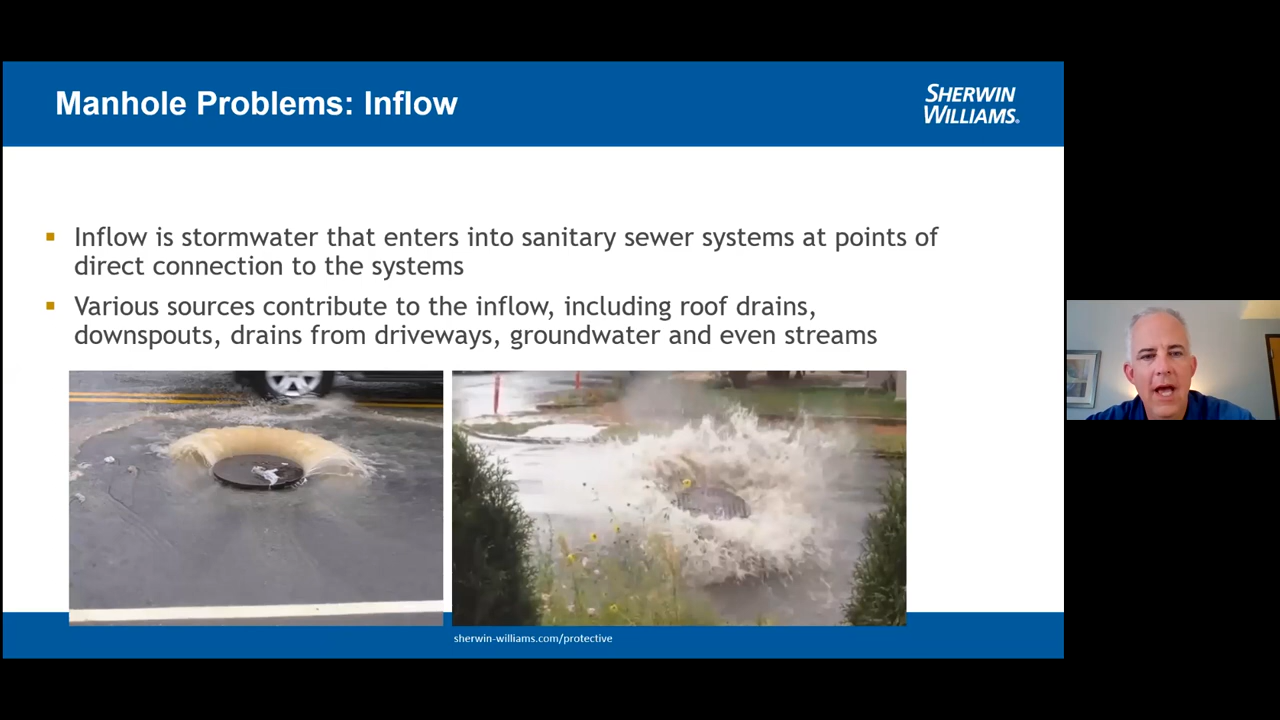 Manhole Problems: Inflow
SHERWIN
WILLIAMS®
▪ Inflow is stormwater that enters into sanitary sewer systems at points of
direct connection to the systems
▪ Various sources contribute to the inflow, including roof drains,
downspouts, drains from driveways, groundwater and even streams
sherwin-williams.com/protective